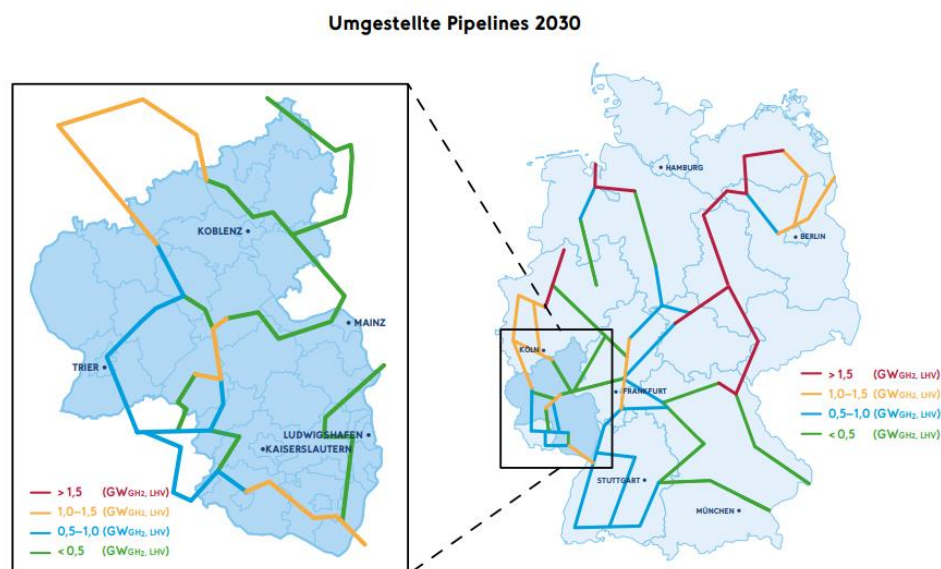 Umgestellte Pipelines 2030
KOBLENZ
MAINZ
TRIER
LUDWIGSHAFEN
KAISERSLAUTERN
> 1,5 (GWGH2, LHV)
1,0–1,5 (GWGH2, LHV)
0,5–1,0 (GWGH2, LHV)
< 0,5 (GWGH2, LHV)
HAMBURG
BERLIN
KÖLN
FRANKFURT
STUTTGART
MÜNCHEN
> 1,5 (GWGH2, LHV)
1,0–1,5 (GWGH2, LHV)
0,5–1,0 (GWGH2, LHV)
< 0,5 (GWGH2, LHV)